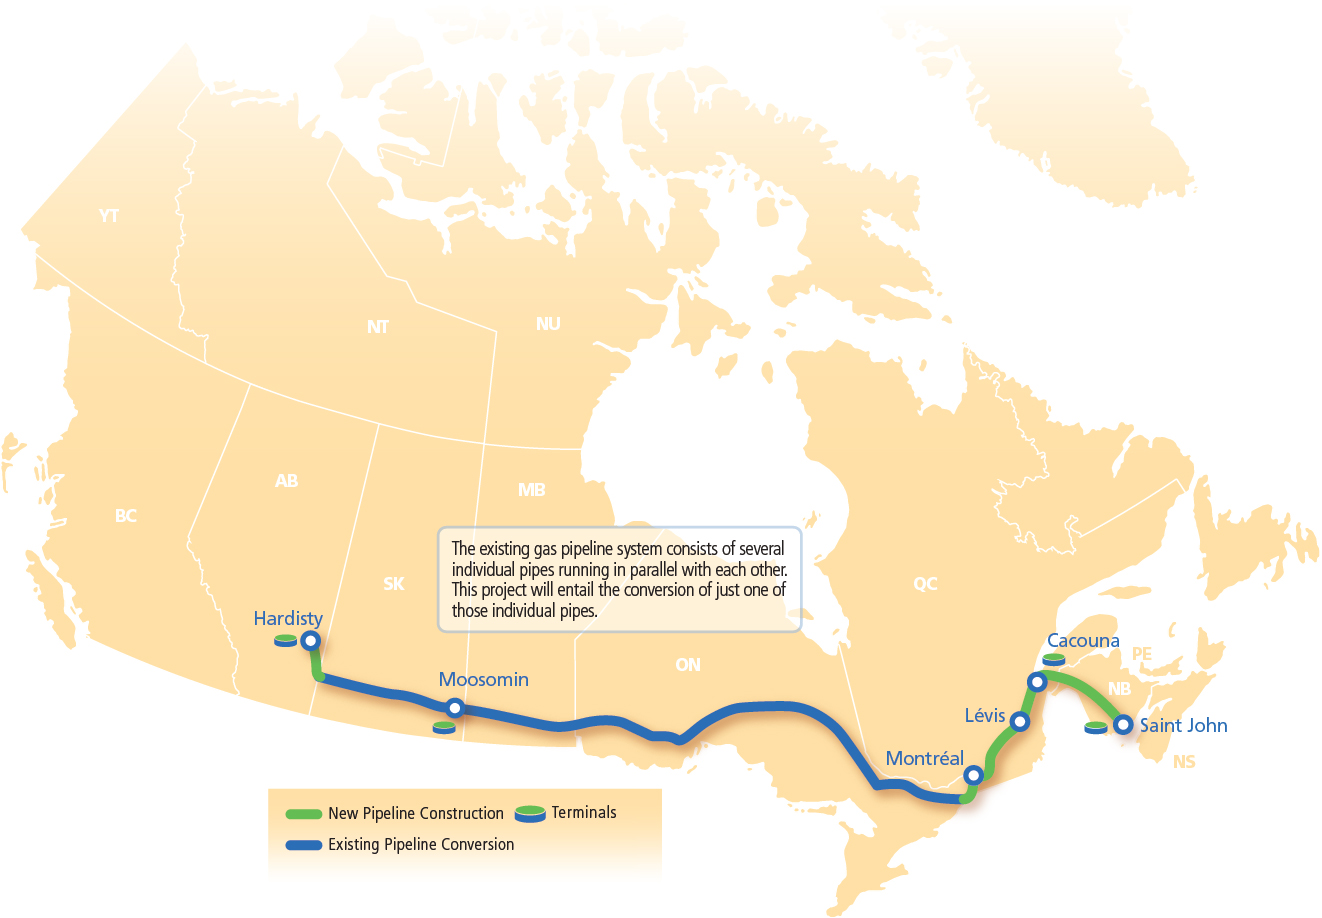 YT
NT
NU
AB
MB
BC
The existing gas pipeline system consists of several
individual pipes running in parallel with each other.
This project will entail the conversion of just one of
those individual pipes.
SK
QC
Hardisty
Cacouna
PE
ON
Moosomin
NB
Lévis
Saint John
Montréal
NS
New Pipeline Construction
Terminals
Existing Pipeline Conversion